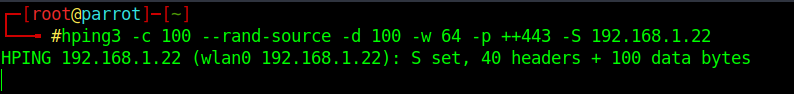 ┌─[root@parrot]─[~]
└──╼ #hping3 -c 100 --rand-source -d 100 -w 64 -p ++443 -S 192.168.1.22
HPING 192.168.1.22 (wlan0 192.168.1.22): S set, 40 headers + 100 data bytes